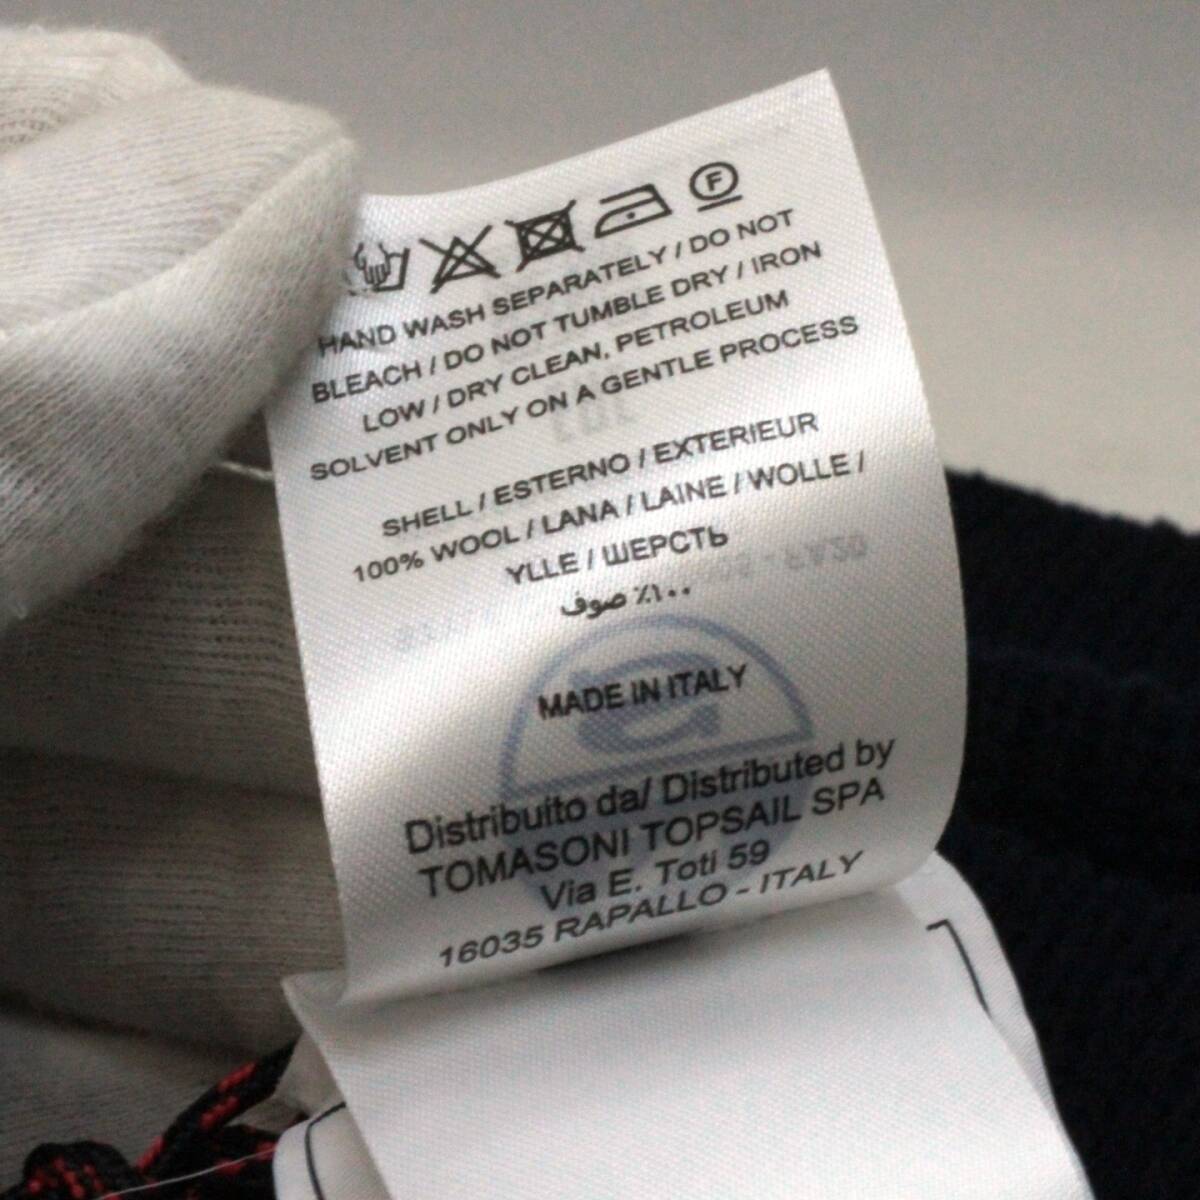 F
HAND WASH SEPARATELY / DO NOT
BLEACH / DO NOT TUMBLE DRY / IRON
LOW / DRY CLEAN, PETROLEUM
SOLVENT ONLY ON A GENTLE PROCESS
SHELL / ESTERNO / EXTERIEUR
100% WOOL / LANA / LAINE / WOLLE /
YLLE / ШЕРСТЬ
١٠٠٪ صوف
MADE IN ITALY
Distribuito da/ Distributed by
TOMASONI TOPSAIL SPA
Via E. Toti 59
16035 RAPALLO - ITALY